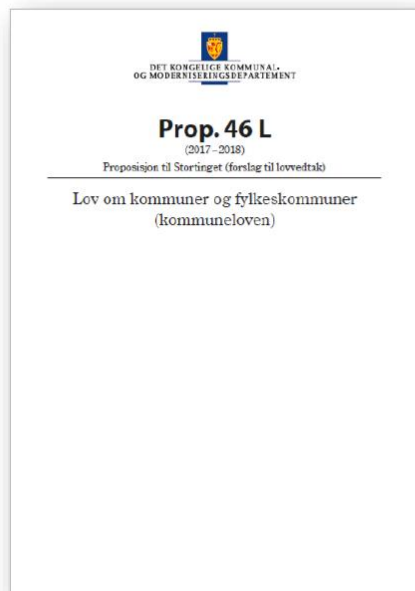 DET KONGELIGE KOMMUNAL-
OG MODERNISERINGSDEPARTEMENT
Prop. 46 L
(2017–2018)
Proposisjon til Stortinget (forslag til lovvedtak)
Lov om kommuner og fylkeskommuner
(kommuneloven)